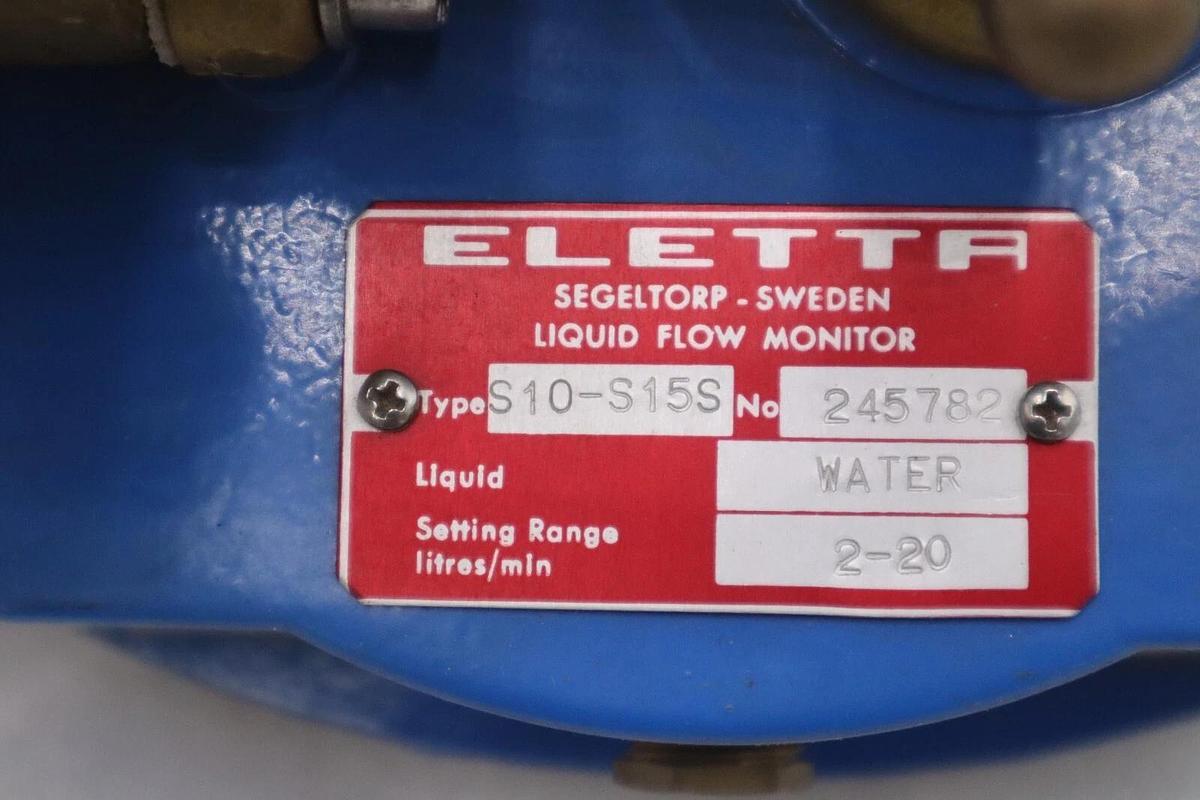 ELETTA
SEGELTORP - SWEDEN
LIQUID FLOW MONITOR
Type S10-S15S No 245782
Liquid WATER
Setting Range
litres/min 2-20